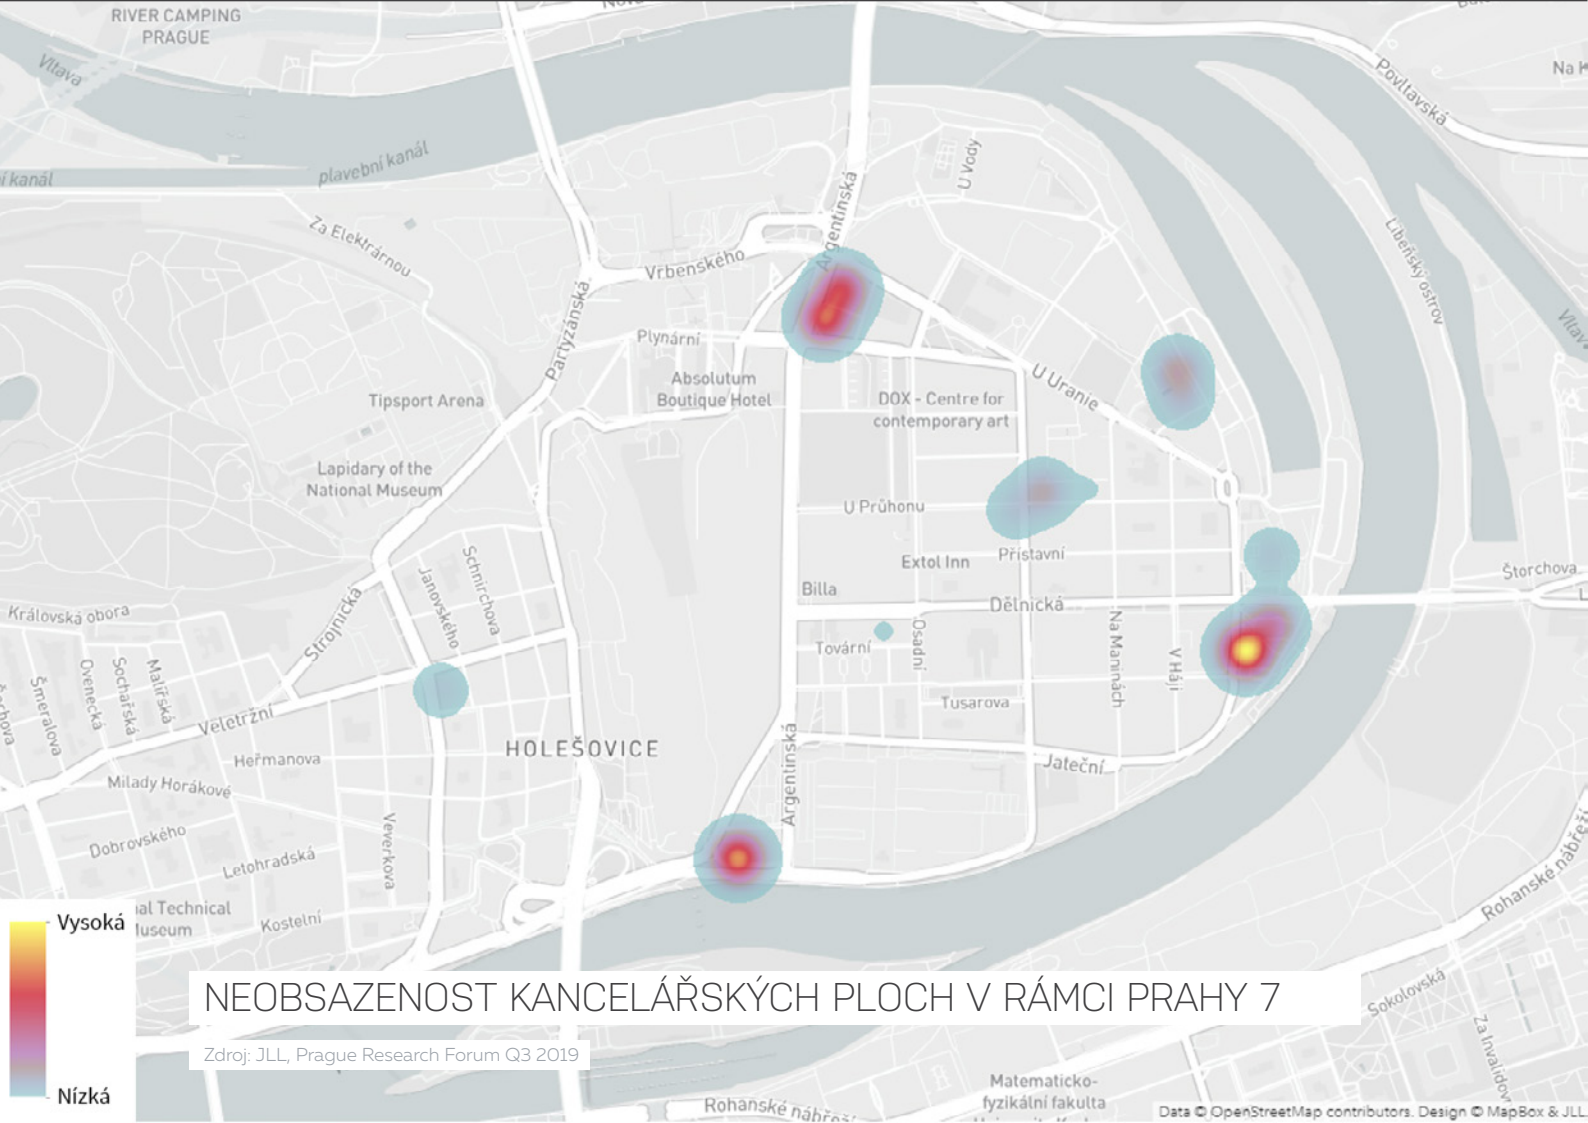 RIVER CAMPING
PRAGUE
Vltava
Povltavská
plavební kanál
í kanál
U Vody
Argentinská
Za Elektrárnou
Vrbenského
Libeňský ostrov
Partyzánská
Plynární
Absolutum
Boutique Hotel
Tipsport Arena
U Uranie
DOX - Centre for
contemporary art
Lapidary of the
National Museum
U Průhonu
Přístavní
Extol Inn
Schnirchova
Janovského
Billa
Dělnická
Štorchova
Královská obora
Strojnická
Tovární
Osadní
Na Maninách
V Háji
Ovenecká
Sochařská
Malířská
Šmeralova
Veletržní
Tusarova
HOLEŠOVICE
Heřmanova
Jateční
Argentinská
Milady Horákové
Dobrovského
Letohradská
Veverkova
Kostelní
Rohanské nábřeží
Vysoká
Nízká
NEOBSAZENOST KANCELÁŘSKÝCH PLOCH V RÁMCI PRAHY 7
Zdroj: JLL, Prague Research Forum Q3 2019
Sokolovská
Za Invalidov
Matematicko-
fyzikální fakulta
Rohanské nábřeží
Data © OpenStreetMap contributors. Design © MapBox & JLL.